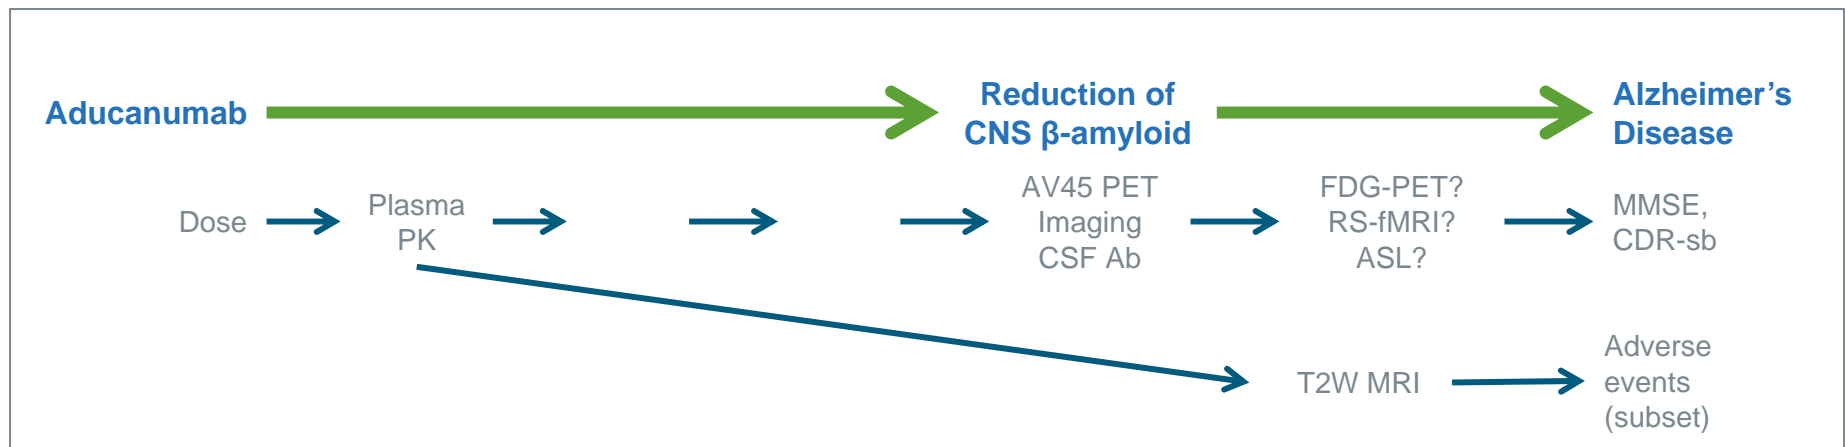 Aducanumab
Reduction of
CNS β-amyloid
Alzheimer’s
Disease
Dose
Plasma
PK
AV45 PET
Imaging
CSF Ab
FDG-PET?
RS-fMRI?
ASL?
MMSE,
CDR-sb
T2W MRI
Adverse
events
(subset)